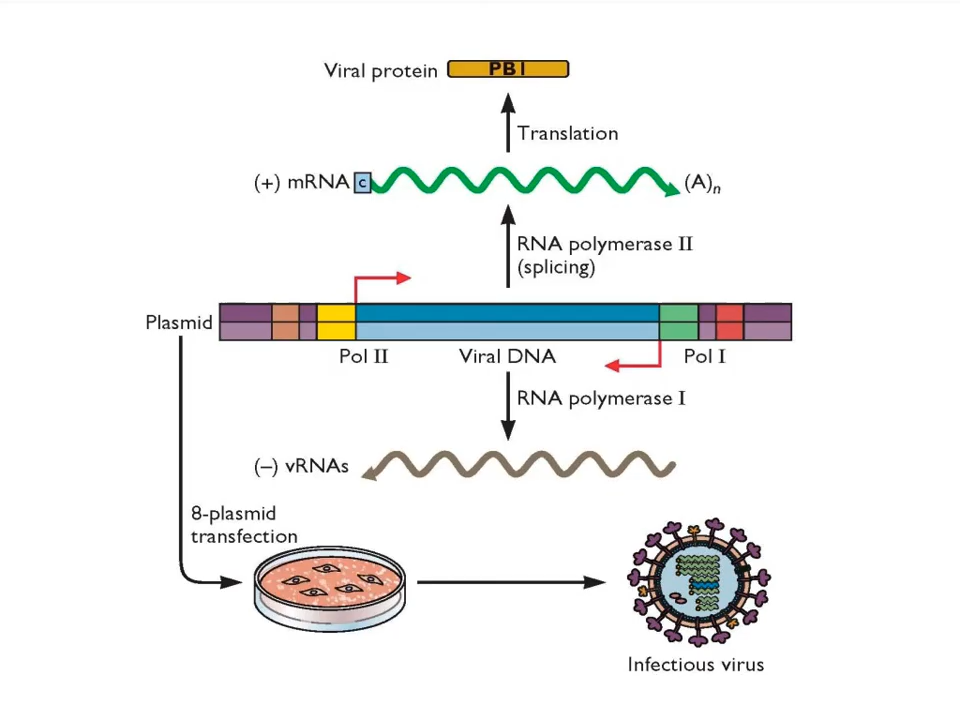 Viral protein PB1
Translation
(+) mRNA c (A)n
RNA polymerase II
(splicing)
Plasmid
Pol II Viral DNA Pol I
RNA polymerase I
(–) vRNAs
8-plasmid
transfection
Infectious virus